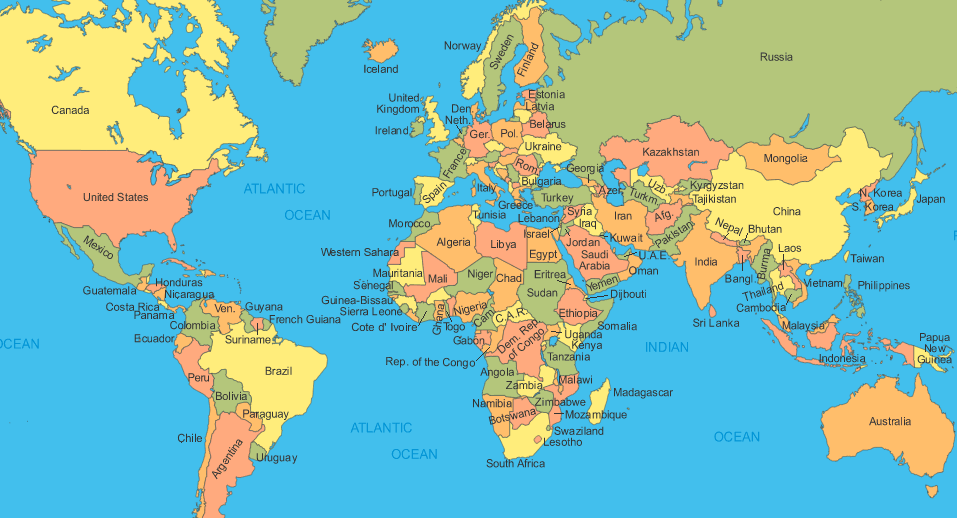 Canada
United States
Mexico
Guatemala
Honduras
Nicaragua
Costa Rica
Panama
Ven.
Guyana
French Guiana
Suriname
Colombia
Ecuador
Peru
Brazil
Bolivia
Paraguay
Chile
Argentina
Uruguay
ATLANTIC
OCEAN
OCEAN
ATLANTIC
OCEAN
Iceland
Norway
Sweden
Finland
Russia
Estonia
Latvia
United
Kingdom
Ireland
Den.
Neth.
Belarus
Ger.
Pol.
Ukraine
France
Rom.
Bulgaria
Georgia
Portugal
Spain
Italy
Greece
Turkey
Azer.
Kazakhstan
Mongolia
Uzb.
Turkm.
Kyrgyzstan
Tajikistan
China
N. Korea
S. Korea
Japan
Morocco
Tunisia
Lebanon
Syria
Iraq
Iran
Afg.
Israel
Jordan
Kuwait
Pakistan
Nepal
Bhutan
Western Sahara
Algeria
Libya
Egypt
Saudi
Arabia
U.A.E.
Oman
India
Bangl.
Burma
Laos
Taiwan
Mauritania
Mali
Niger
Chad
Sudan
Eritrea
Yemen
Djibouti
Thailand
Vietnam
Philippines
Cambodia
Senegal
Guinea-Bissau
Sierra Leone
Cote d' Ivoire
Ghana
Togo
Nigeria
Cam.
C.A.R.
Ethiopia
Somalia
Sri Lanka
Malaysia
Gabon
Rep. of the Congo
Dem. Rep.
of Congo
Uganda
Kenya
Tanzania
INDIAN
OCEAN
Indonesia
Papua
New
Guinea
Angola
Zambia
Malawi
Madagascar
Namibia
Botswana
Zimbabwe
Mozambique
Swaziland
Lesotho
South Africa
Australia